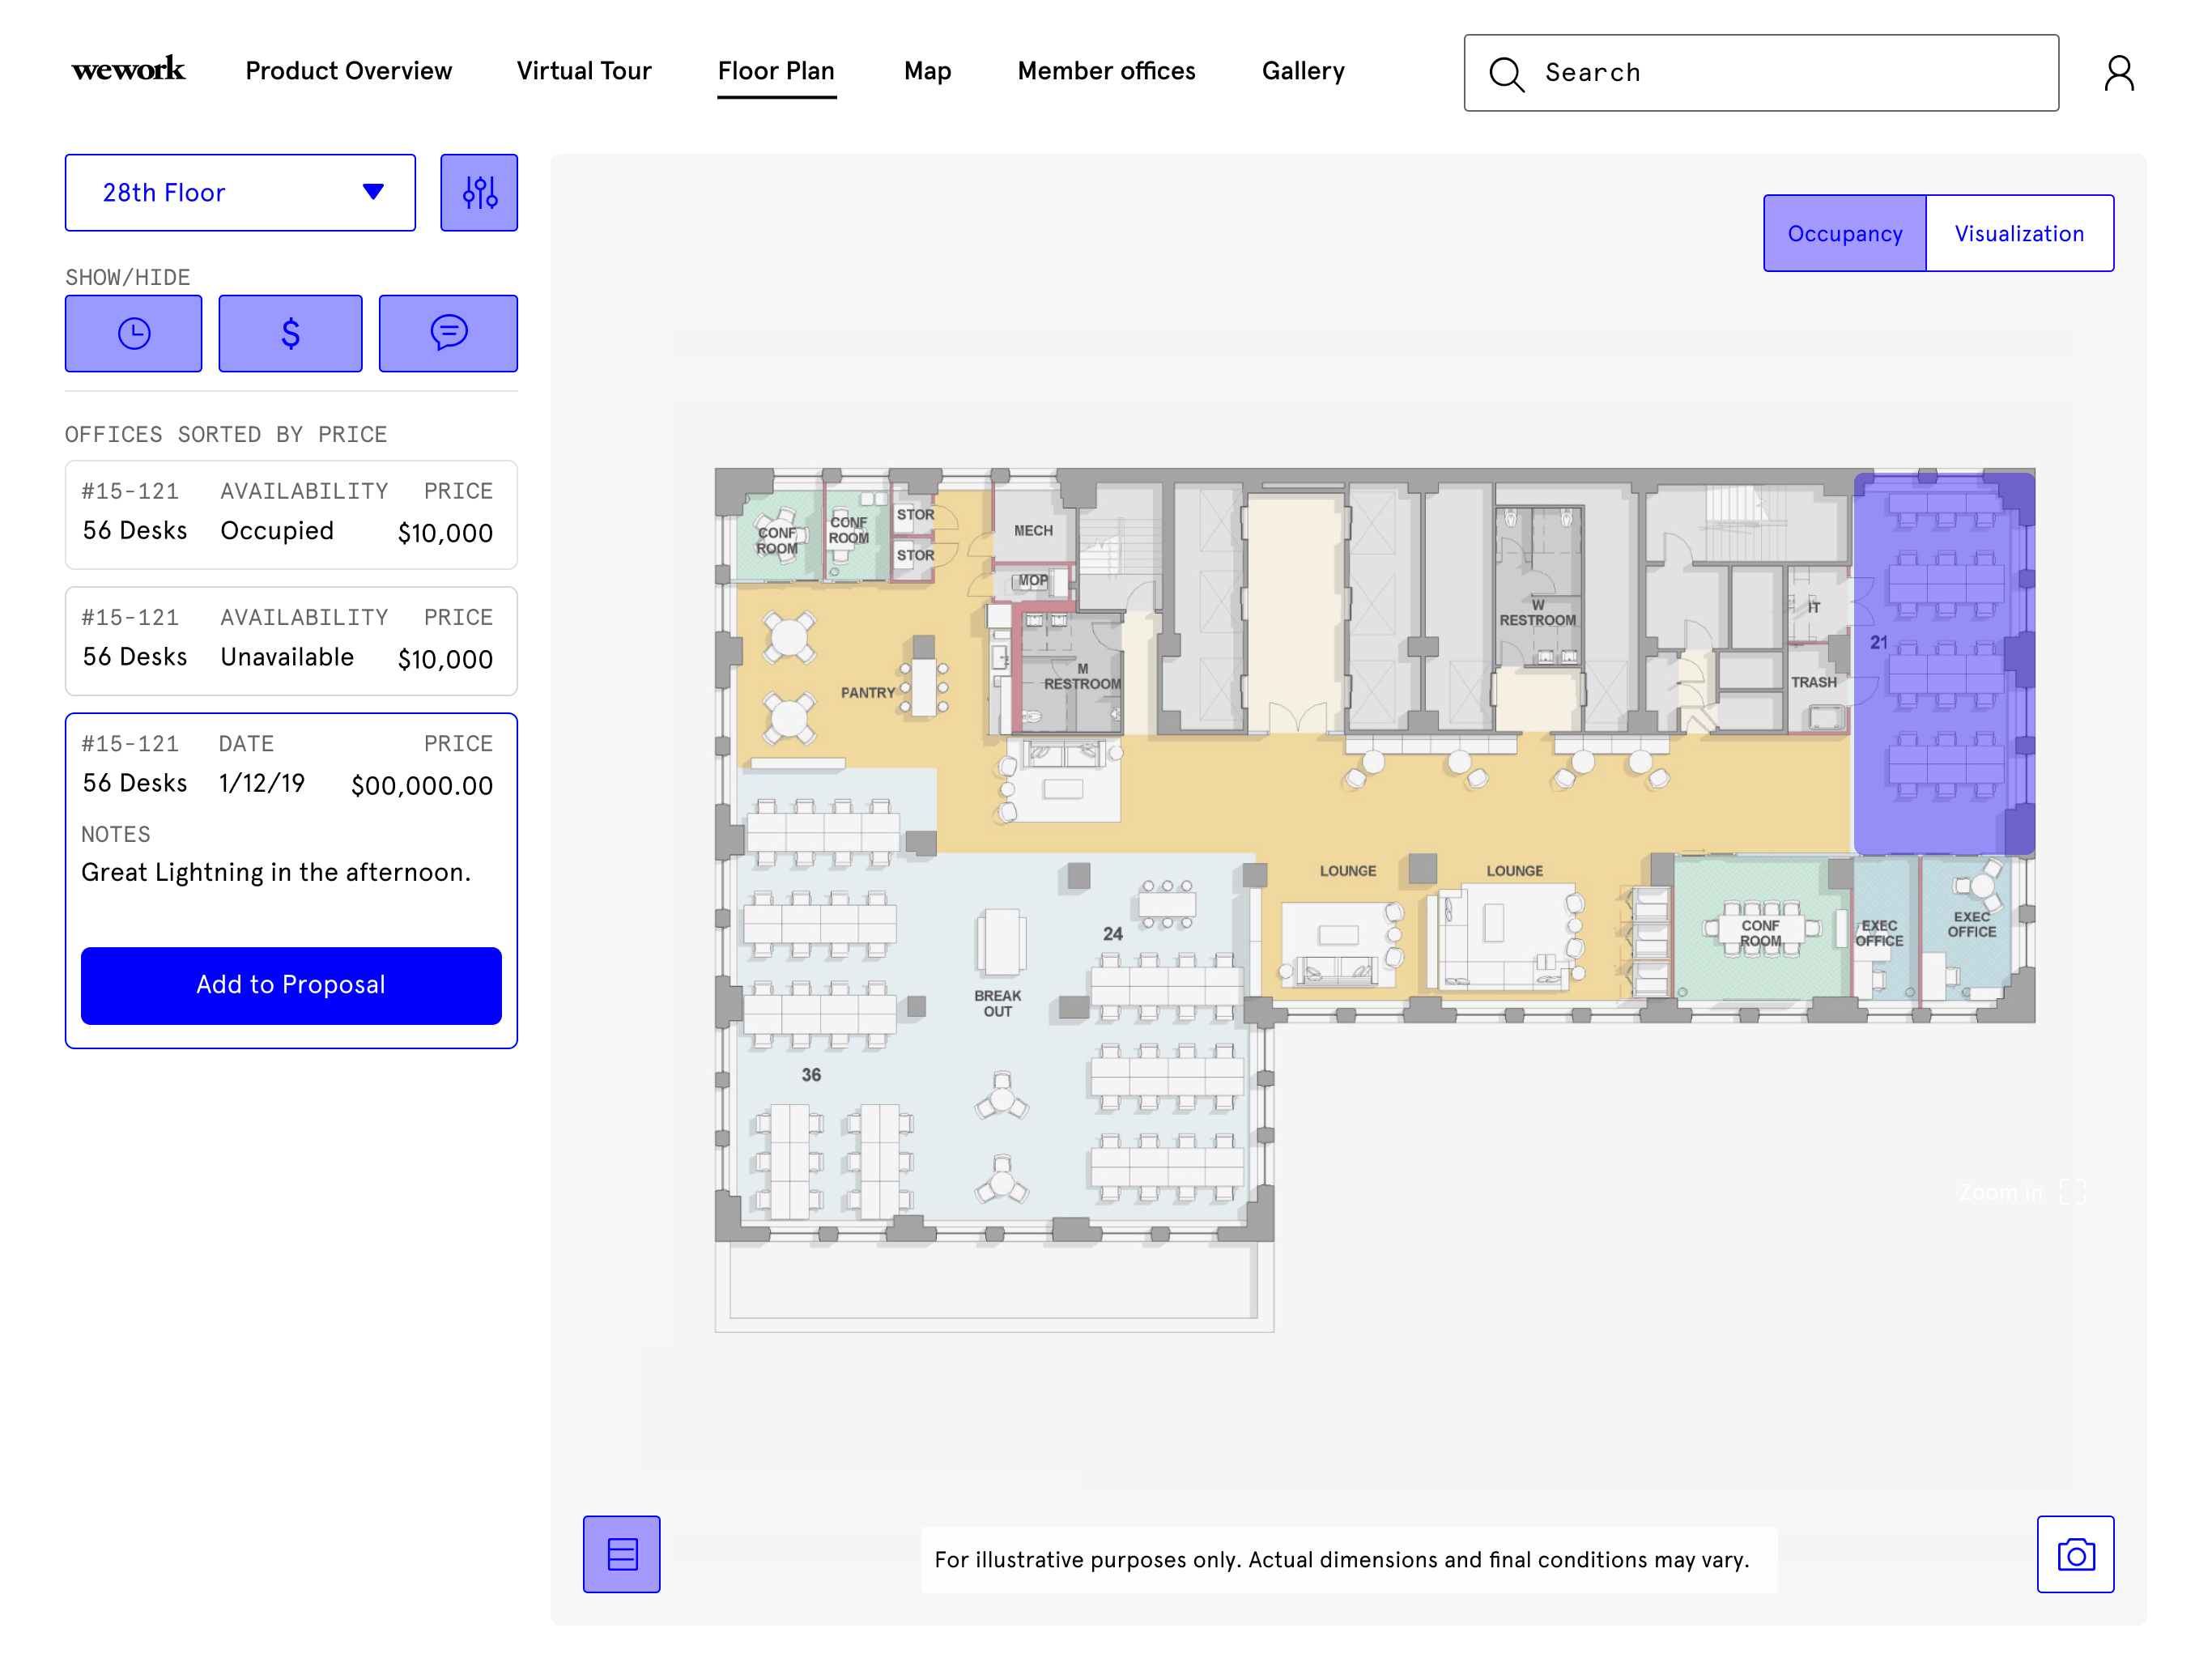 wework
Product Overview
Virtual Tour
Floor Plan
Map
Member offices
Gallery
Search
28th Floor
SHOW/HIDE
$
OFFICES SORTED BY PRICE
#15-121 AVAILABILITY PRICE
56 Desks Occupied $10,000
#15-121 AVAILABILITY PRICE
56 Desks Unavailable $10,000
#15-121 DATE PRICE
56 Desks 1/12/19 $00,000.00
NOTES
Great Lightning in the afternoon.
Add to Proposal
Occupancy
Visualization
CONF
ROOM
CONF
ROOM
STOR
STOR
MECH
MOP
M
RESTROOM
PANTRY
W
RESTROOM
IT
TRASH
21
LOUNGE
LOUNGE
CONF
ROOM
EXEC
OFFICE
EXEC
OFFICE
24
BREAK
OUT
36
Zoom in
For illustrative purposes only. Actual dimensions and final conditions may vary.